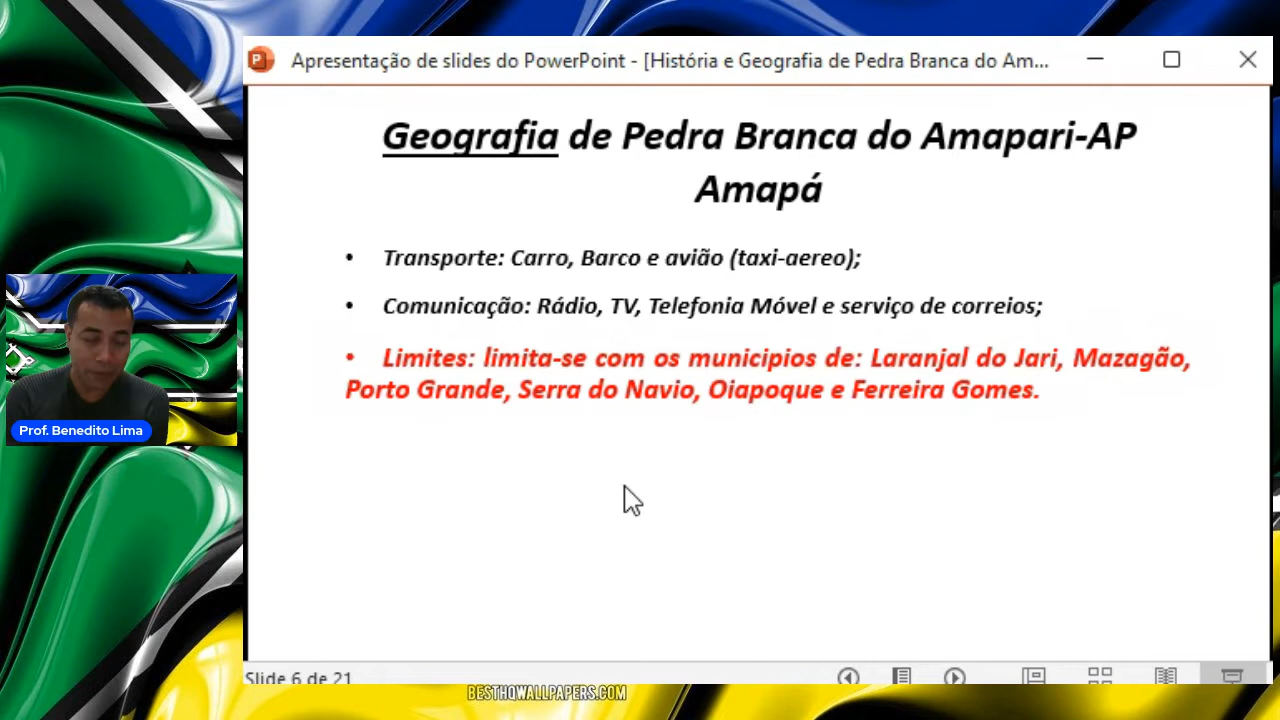 Apresentação de slides do PowerPoint - [História e Geografia de Pedra Branca do Am...
Geografia de Pedra Branca do Amapari-AP
Amapá
• Transporte: Carro, Barco e avião (taxi-aereo);
• Comunicação: Rádio, TV, Telefonia Móvel e serviço de correios;
• Limites: limita-se com os municipios de: Laranjal do Jari, Mazagão,
Porto Grande, Serra do Navio, Oiapoque e Ferreira Gomes.
Prof. Benedito Lima
Slide 6 de 21
BESTHQWALLPAPERS.COM